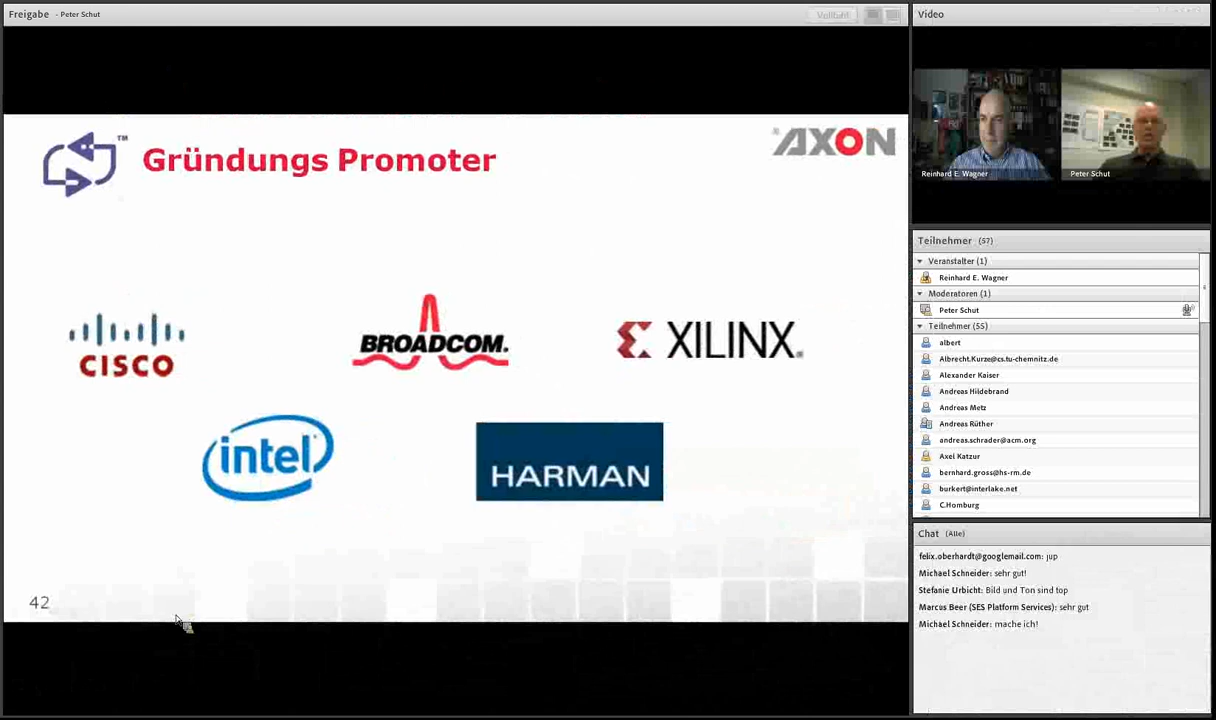 Freigabe - Peter Schut
Vollbild
Gründungs Promoter
™
AXON
CISCO
BROADCOM.
XILINX®
intel®
HARMAN
42
Video
Reinhard E. Wagner
Peter Schut
Teilnehmer (57)
Veranstalter (1)
Reinhard E. Wagner
Moderatoren (1)
Peter Schut
Teilnehmer (55)
albert
Albrecht.Kurze@cs.tu-chemnitz.de
Alexander Kaiser
Andreas Hildebrand
Andreas Metz
Andreas Rüther
andreas.schrader@acm.org
Axel Katzur
bernhard.gross@hs-rm.de
burkert@interlake.net
C.Homburg
Chat (Alle)
felix.oberhardt@googlemail.com: jup
Michael Schneider: sehr gut!
Stefanie Urbicht: Bild und Ton sind top
Marcus Beer (SES Platform Services): sehr gut
Michael Schneider: mache ich!